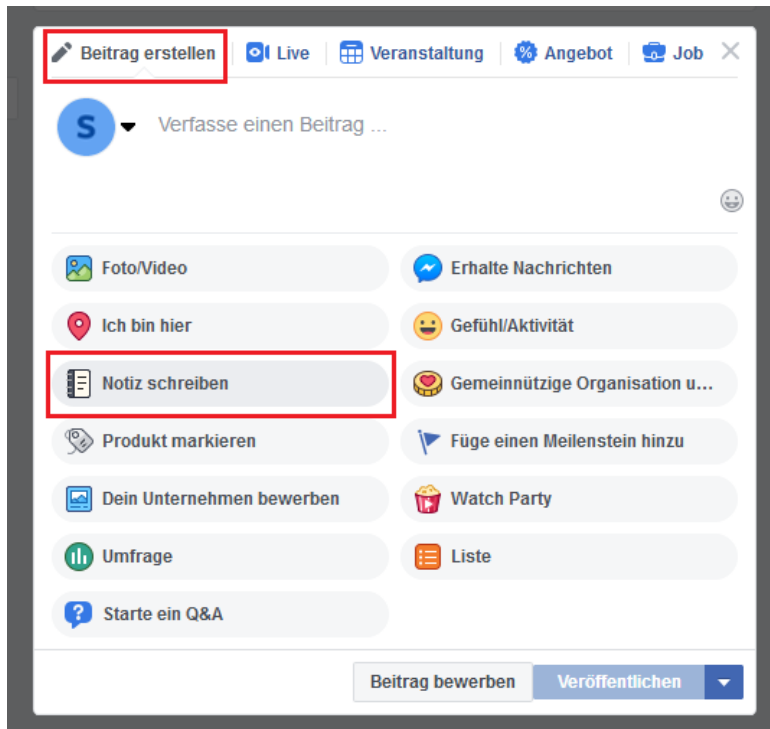 Beitrag erstellen Live Veranstaltung Angebot Job
S Verfasse einen Beitrag ...
Foto/Video Erhalte Nachrichten
Ich bin hier Gefühl/Aktivität
Notiz schreiben Gemeinnützige Organisation u...
Produkt markieren Füge einen Meilenstein hinzu
Dein Unternehmen bewerben Watch Party
Umfrage Liste
Starte ein Q&A
Beitrag bewerben Veröffentlichen